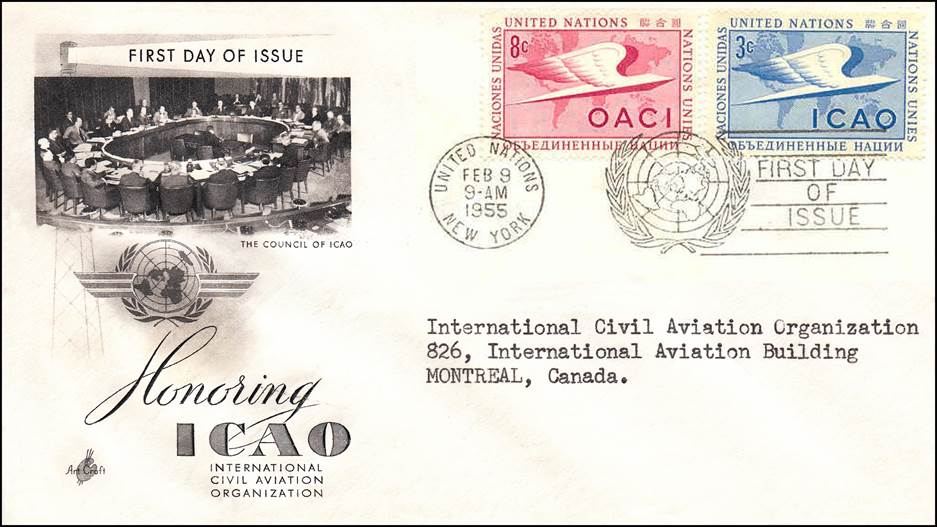 FIRST DAY OF ISSUE
THE COUNCIL OF ICAO
Honoring
ICAO
INTERNATIONAL
CIVIL AVIATION
ORGANIZATION
Art Craft
UNITED NATIONS 聯合國
NACIONES UNIDAS
8c
NATIONS UNIES
OACI
ОБЪЕДИНЕННЫЕ НАЦИИ
UNITED NATIONS 聯合國
NACIONES UNIDAS
3c
NATIONS UNIES
ICAO
ОБЪЕДИНЕННЫЕ НАЦИИ
UNITED NATIONS
FEB 9
9-AM
1955
NEW YORK
FIRST DAY
OF
ISSUE
International Civil Aviation Organization
826, International Aviation Building
MONTREAL, Canada.